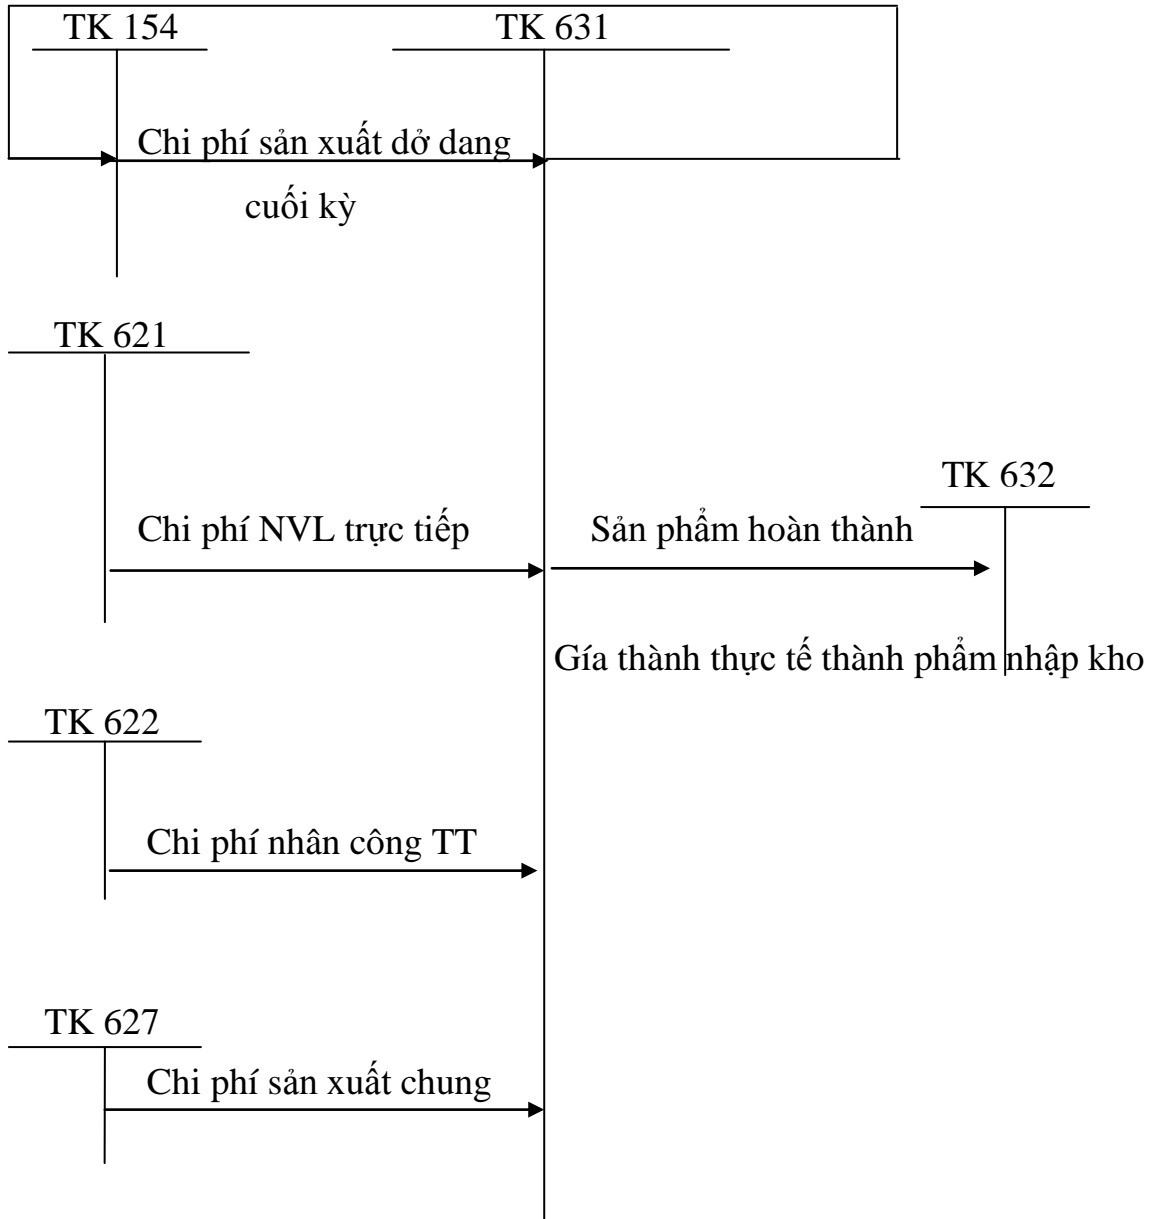 TK 154
TK 631
Chi phí sản xuất dở dang
cuối kỳ
TK 621
TK 632
Chi phí NVL trực tiếp
Sản phẩm hoàn thành
Gía thành thực tế thành phẩm nhập kho
TK 622
Chi phí nhân công TT
TK 627
Chi phí sản xuất chung